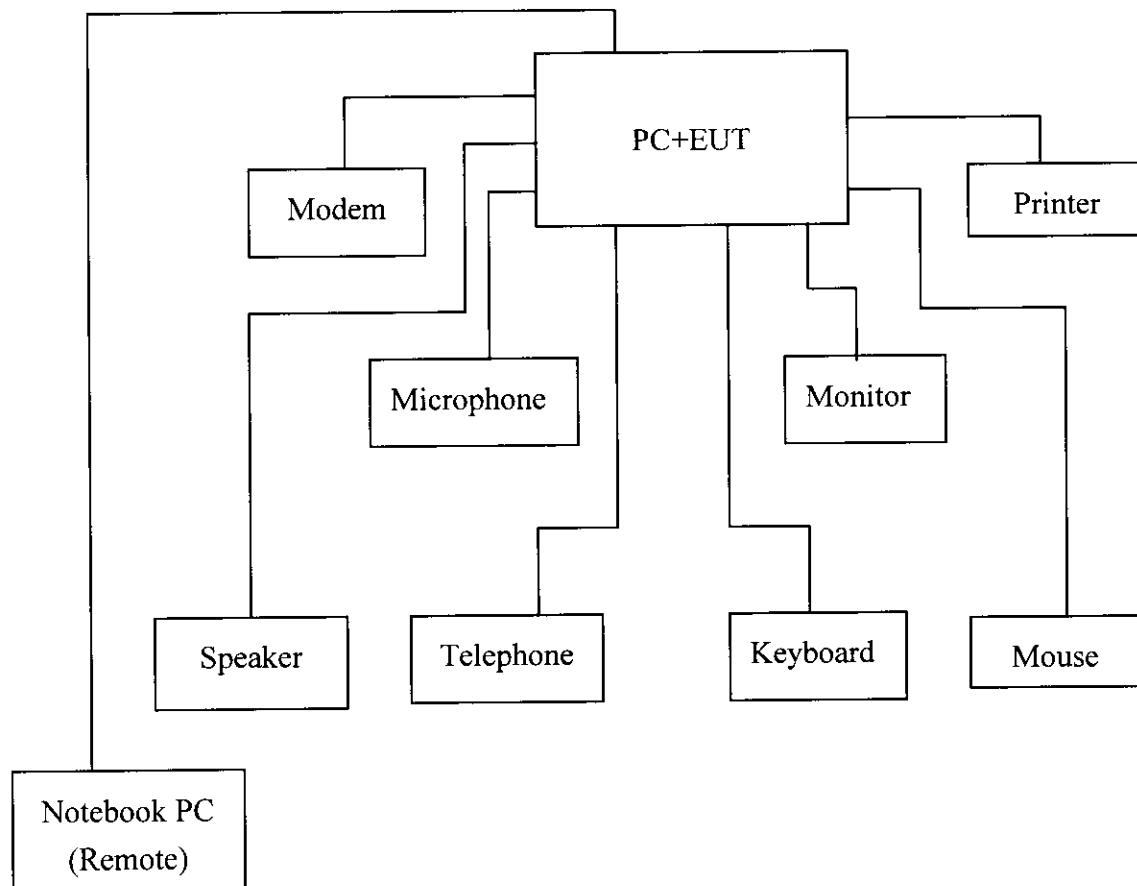 PC+EUT
Modem
Printer
Microphone
Monitor
Speaker
Telephone
Keyboard
Mouse
Notebook PC
(Remote)